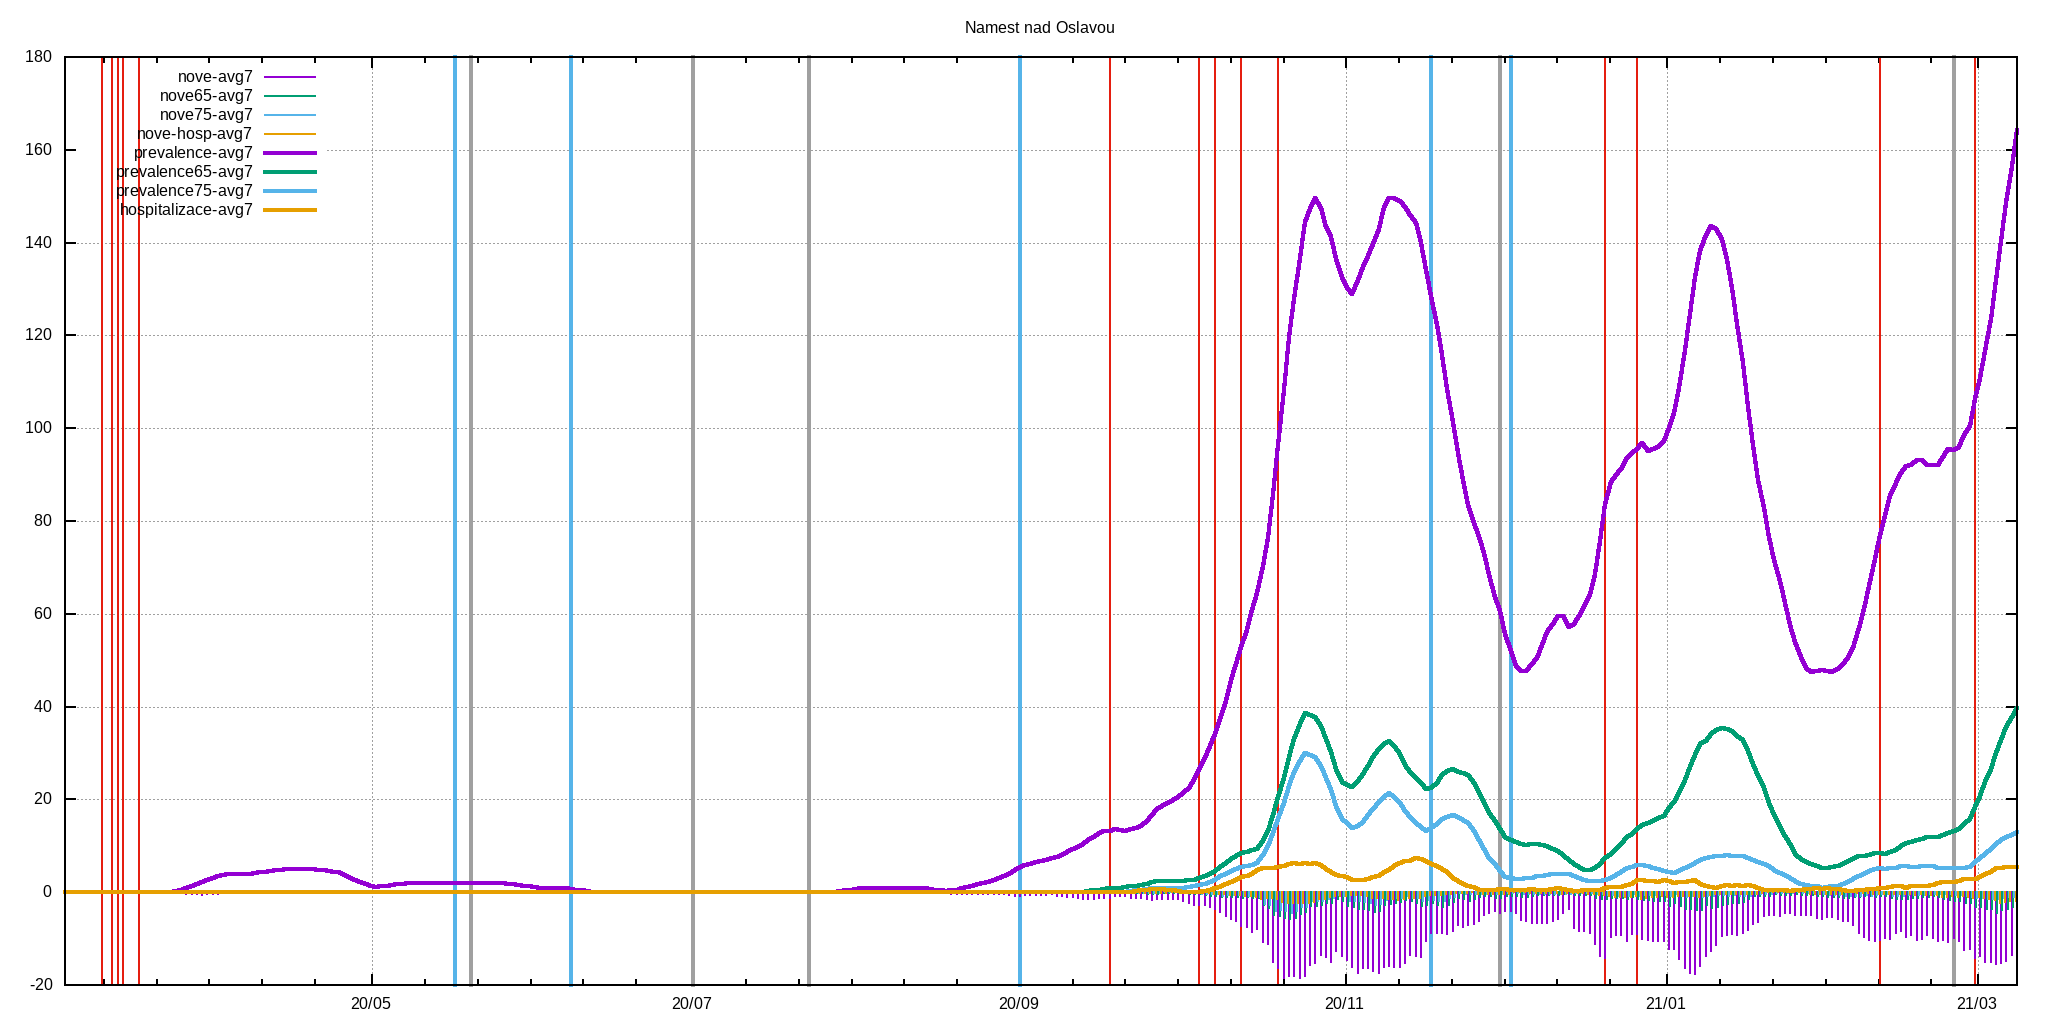 Namest nad Oslavou
180
160
140
120
100
80
60
40
20
0
-20
nove-avg7
nove65-avg7
nove75-avg7
nove-hosp-avg7
prevalence-avg7
prevalence65-avg7
prevalence75-avg7
hospitalizace-avg7
20/05
20/07
20/09
20/11
21/01
21/03